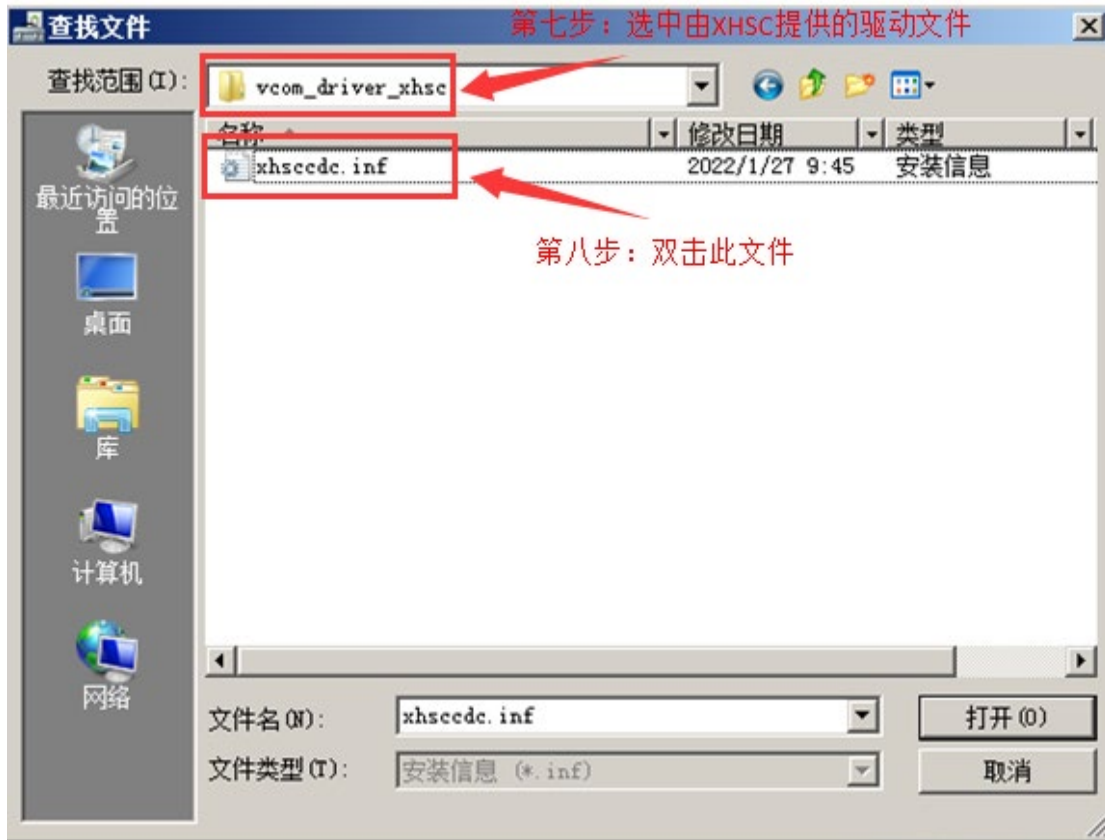 查找文件
第七步：选中由XHSC提供的驱动文件
查找范围(I):
vcom_driver_xhsc
名称
修改日期
类型
xhsccdc.inf
2022/1/27 9:45
安装信息
最近访问的位
置
第八步：双击此文件
桌面
库
计算机
网络
文件名(N):
xhsccdc.inf
打开(O)
文件类型(T):
安装信息 (*.inf)
取消